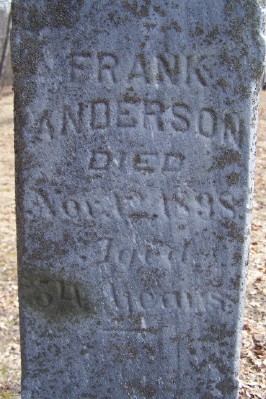 FRANK
ANDERSON
DIED
Nov. 12, 1898
Aged
54 Years